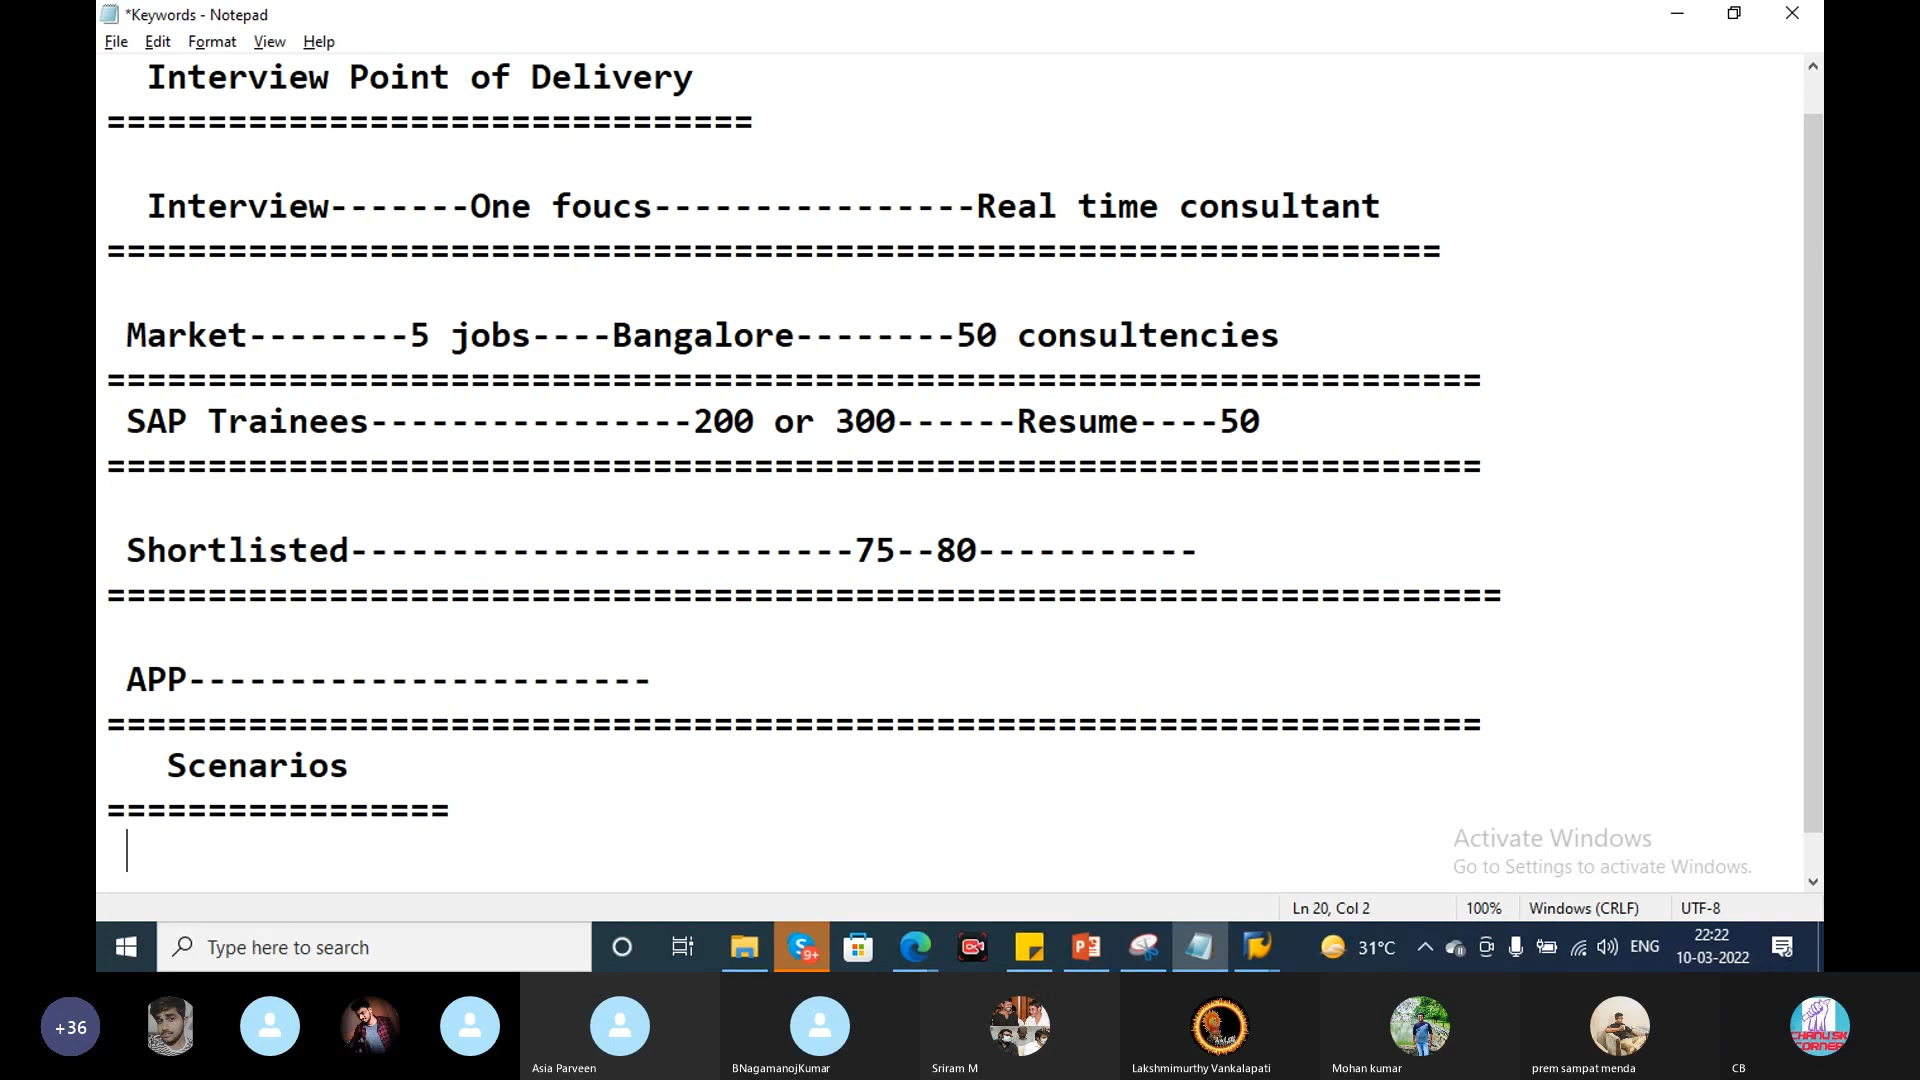 *Keywords - Notepad
File Edit Format View Help
Interview Point of Delivery
================================
Interview-------One foucs----------------Real time consultant
==================================================================
Market--------5 jobs----Bangalore--------50 consultencies
====================================================================
SAP Trainees----------------200 or 300------Resume----50
====================================================================
Shortlisted-------------------------75--80-----------
=====================================================================
APP-----------------------
====================================================================
Scenarios
=================
Activate Windows
Go to Settings to activate Windows.
Ln 20, Col 2 100% Windows (CRLF) UTF-8
Type here to search 9+ 31°C ENG 22:22
10-03-2022
+36
CHANU SK
CORNER
Asia Parveen BNagamanojKumar Sriram M Lakshmimurthy Vankalapati Mohan kumar prem sampat menda CB